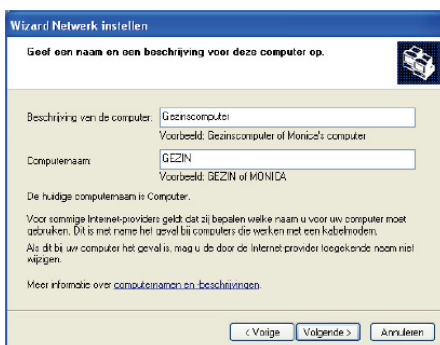 Wizard Netwerk instellen
Geef een naam en een beschrijving voor deze computer op.
Beschrijving van de computer: Gezinscomputer
Voorbeeld: Gezinscomputer of Monica's computer
Computernaam: GEZIN
Voorbeeld: GEZIN of MONICA
De huidige computernaam is Computer.
Voor sommige Internet-providers geldt dat zij bepalen welke naam u voor uw computer moet
gebruiken. Dit is met name het geval bij computers die werken met een kabelmodem.
Als dit bij uw computer het geval is, mag u de door de Internet-provider toegekende naam niet
wijzigen.
Meer informatie over computernamen en -beschrijvingen.
< Vorige Volgende > Annuleren